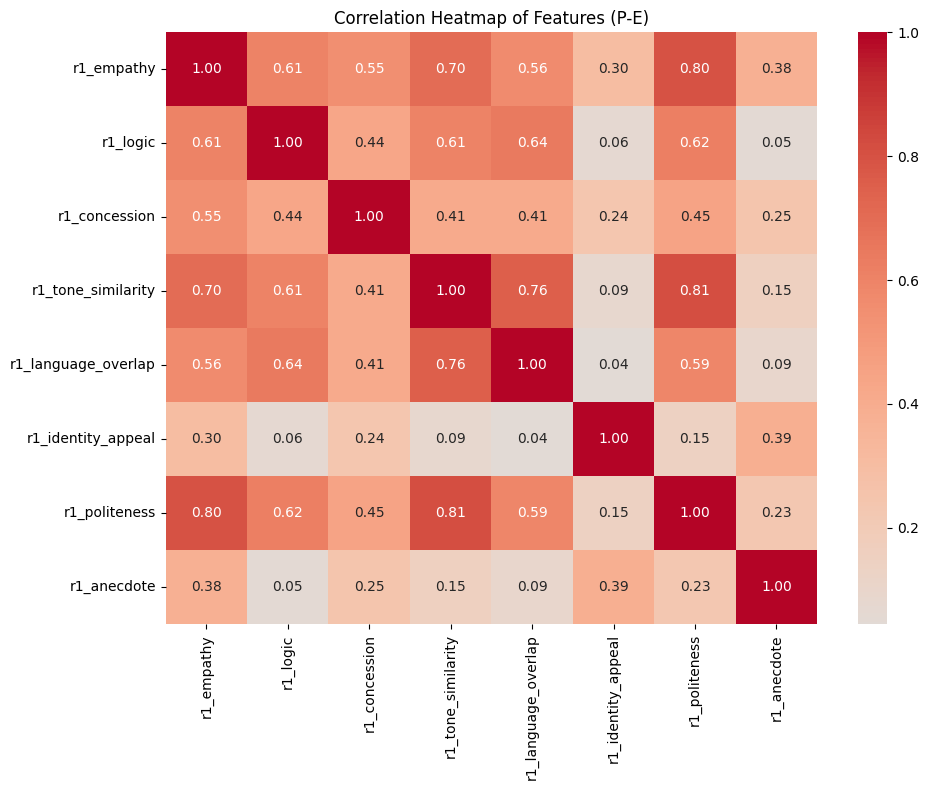 Correlation Heatmap of Features (P-E)
r1_empathy 1.00 0.61 0.55 0.70 0.56 0.30 0.80 0.38
r1_logic 0.61 1.00 0.44 0.61 0.64 0.06 0.62 0.05
r1_concession 0.55 0.44 1.00 0.41 0.41 0.24 0.45 0.25
r1_tone_similarity 0.70 0.61 0.41 1.00 0.76 0.09 0.81 0.15
r1_language_overlap 0.56 0.64 0.41 0.76 1.00 0.04 0.59 0.09
r1_identity_appeal 0.30 0.06 0.24 0.09 0.04 1.00 0.15 0.39
r1_politeness 0.80 0.62 0.45 0.81 0.59 0.15 1.00 0.23
r1_anecdote 0.38 0.05 0.25 0.15 0.09 0.39 0.23 1.00
r1_empathy
r1_logic
r1_concession
r1_tone_similarity
r1_language_overlap
r1_identity_appeal
r1_politeness
r1_anecdote
1.0
0.8
0.6
0.4
0.2